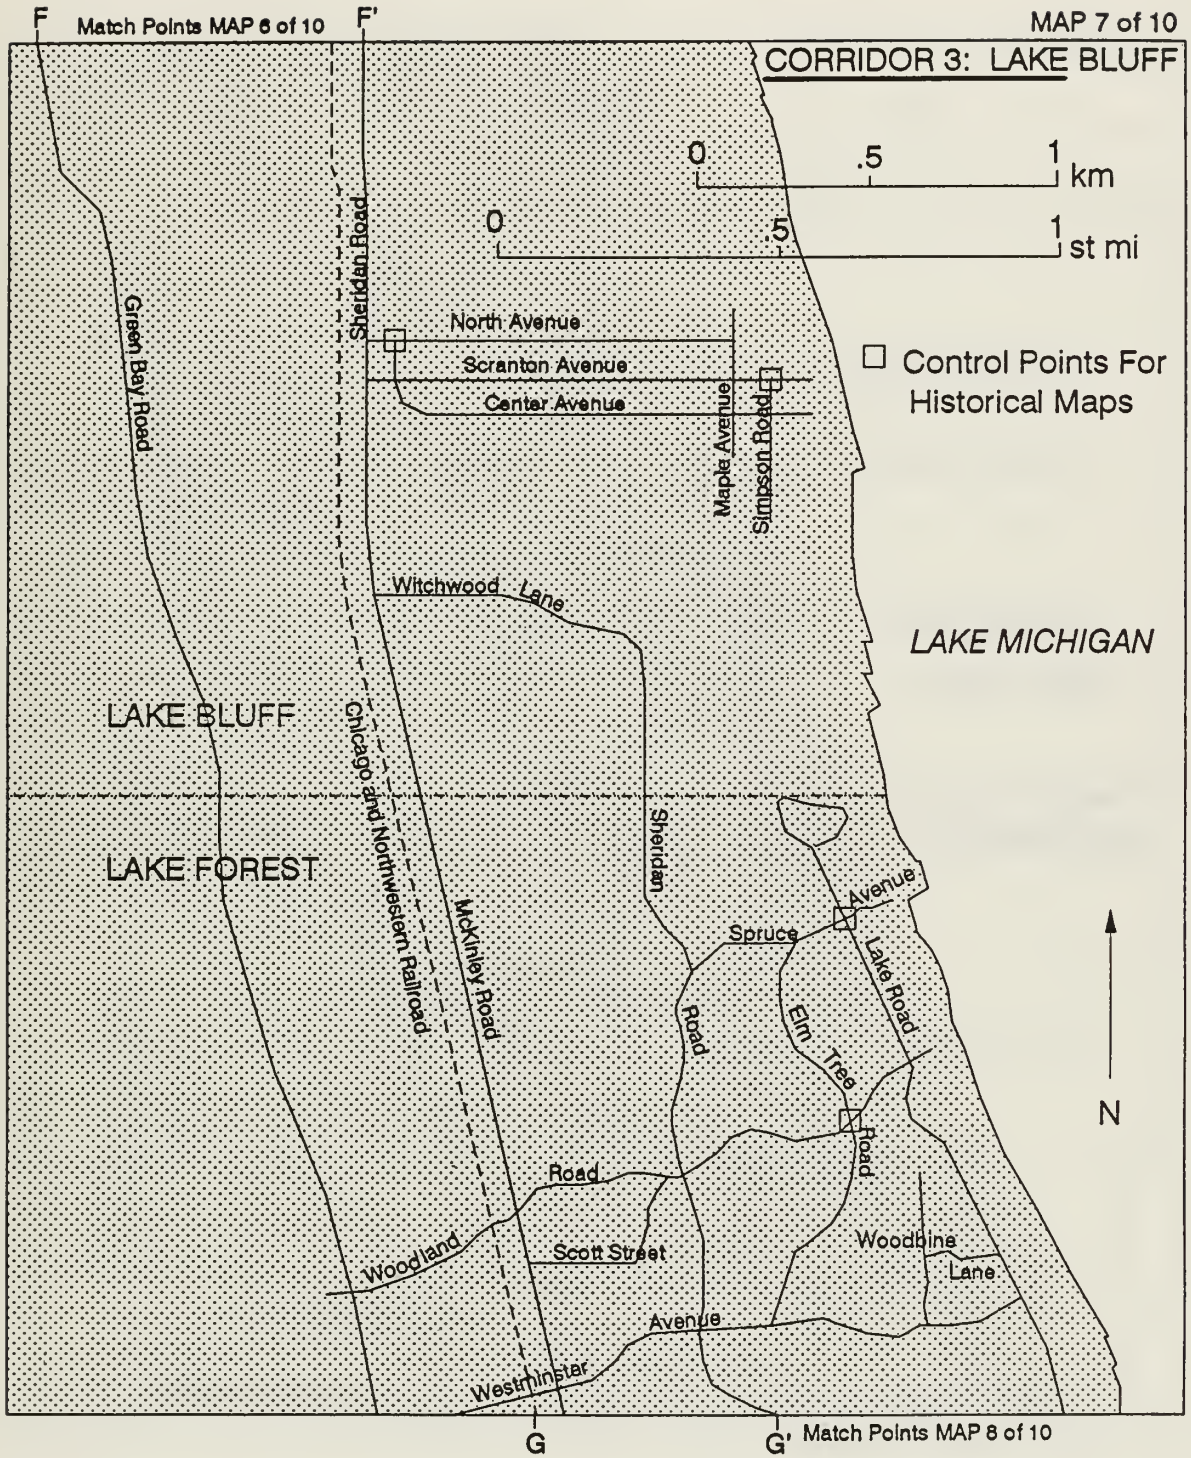 F
Match Points MAP 6 of 10
F'
MAP 7 of 10
CORRIDOR 3: LAKE BLUFF
0 .5 1 km
0 .5 1 st mi
Sheridan Road
Green Bay Road
North Avenue
Scranton Avenue
Center Avenue
Maple Avenue
Simpson Road
Control Points For
Historical Maps
Witchwood Lane
LAKE MICHIGAN
LAKE BLUFF
Chicago and Northwestern Railroad
LAKE FOREST
Sheridan Road
McKinley Road
Spruce Avenue
Lake Road
Elm Tree Road
N
Woodland Road
Scott Street
Woodbine
Lane
Westminster Avenue
G
G'
Match Points MAP 8 of 10